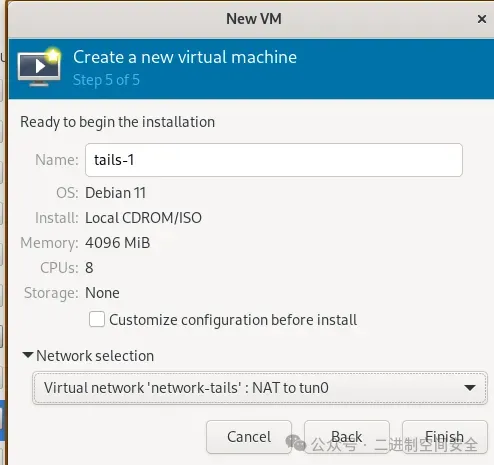 New VM
Create a new virtual machine
Step 5 of 5
Ready to begin the installation
Name: tails-1
OS: Debian 11
Install: Local CDROM/ISO
Memory: 4096 MiB
CPUs: 8
Storage: None
Customize configuration before install
Network selection
Virtual network 'network-tails' : NAT to tun0
Cancel Back Finish
公众号 · 二进制空间安全